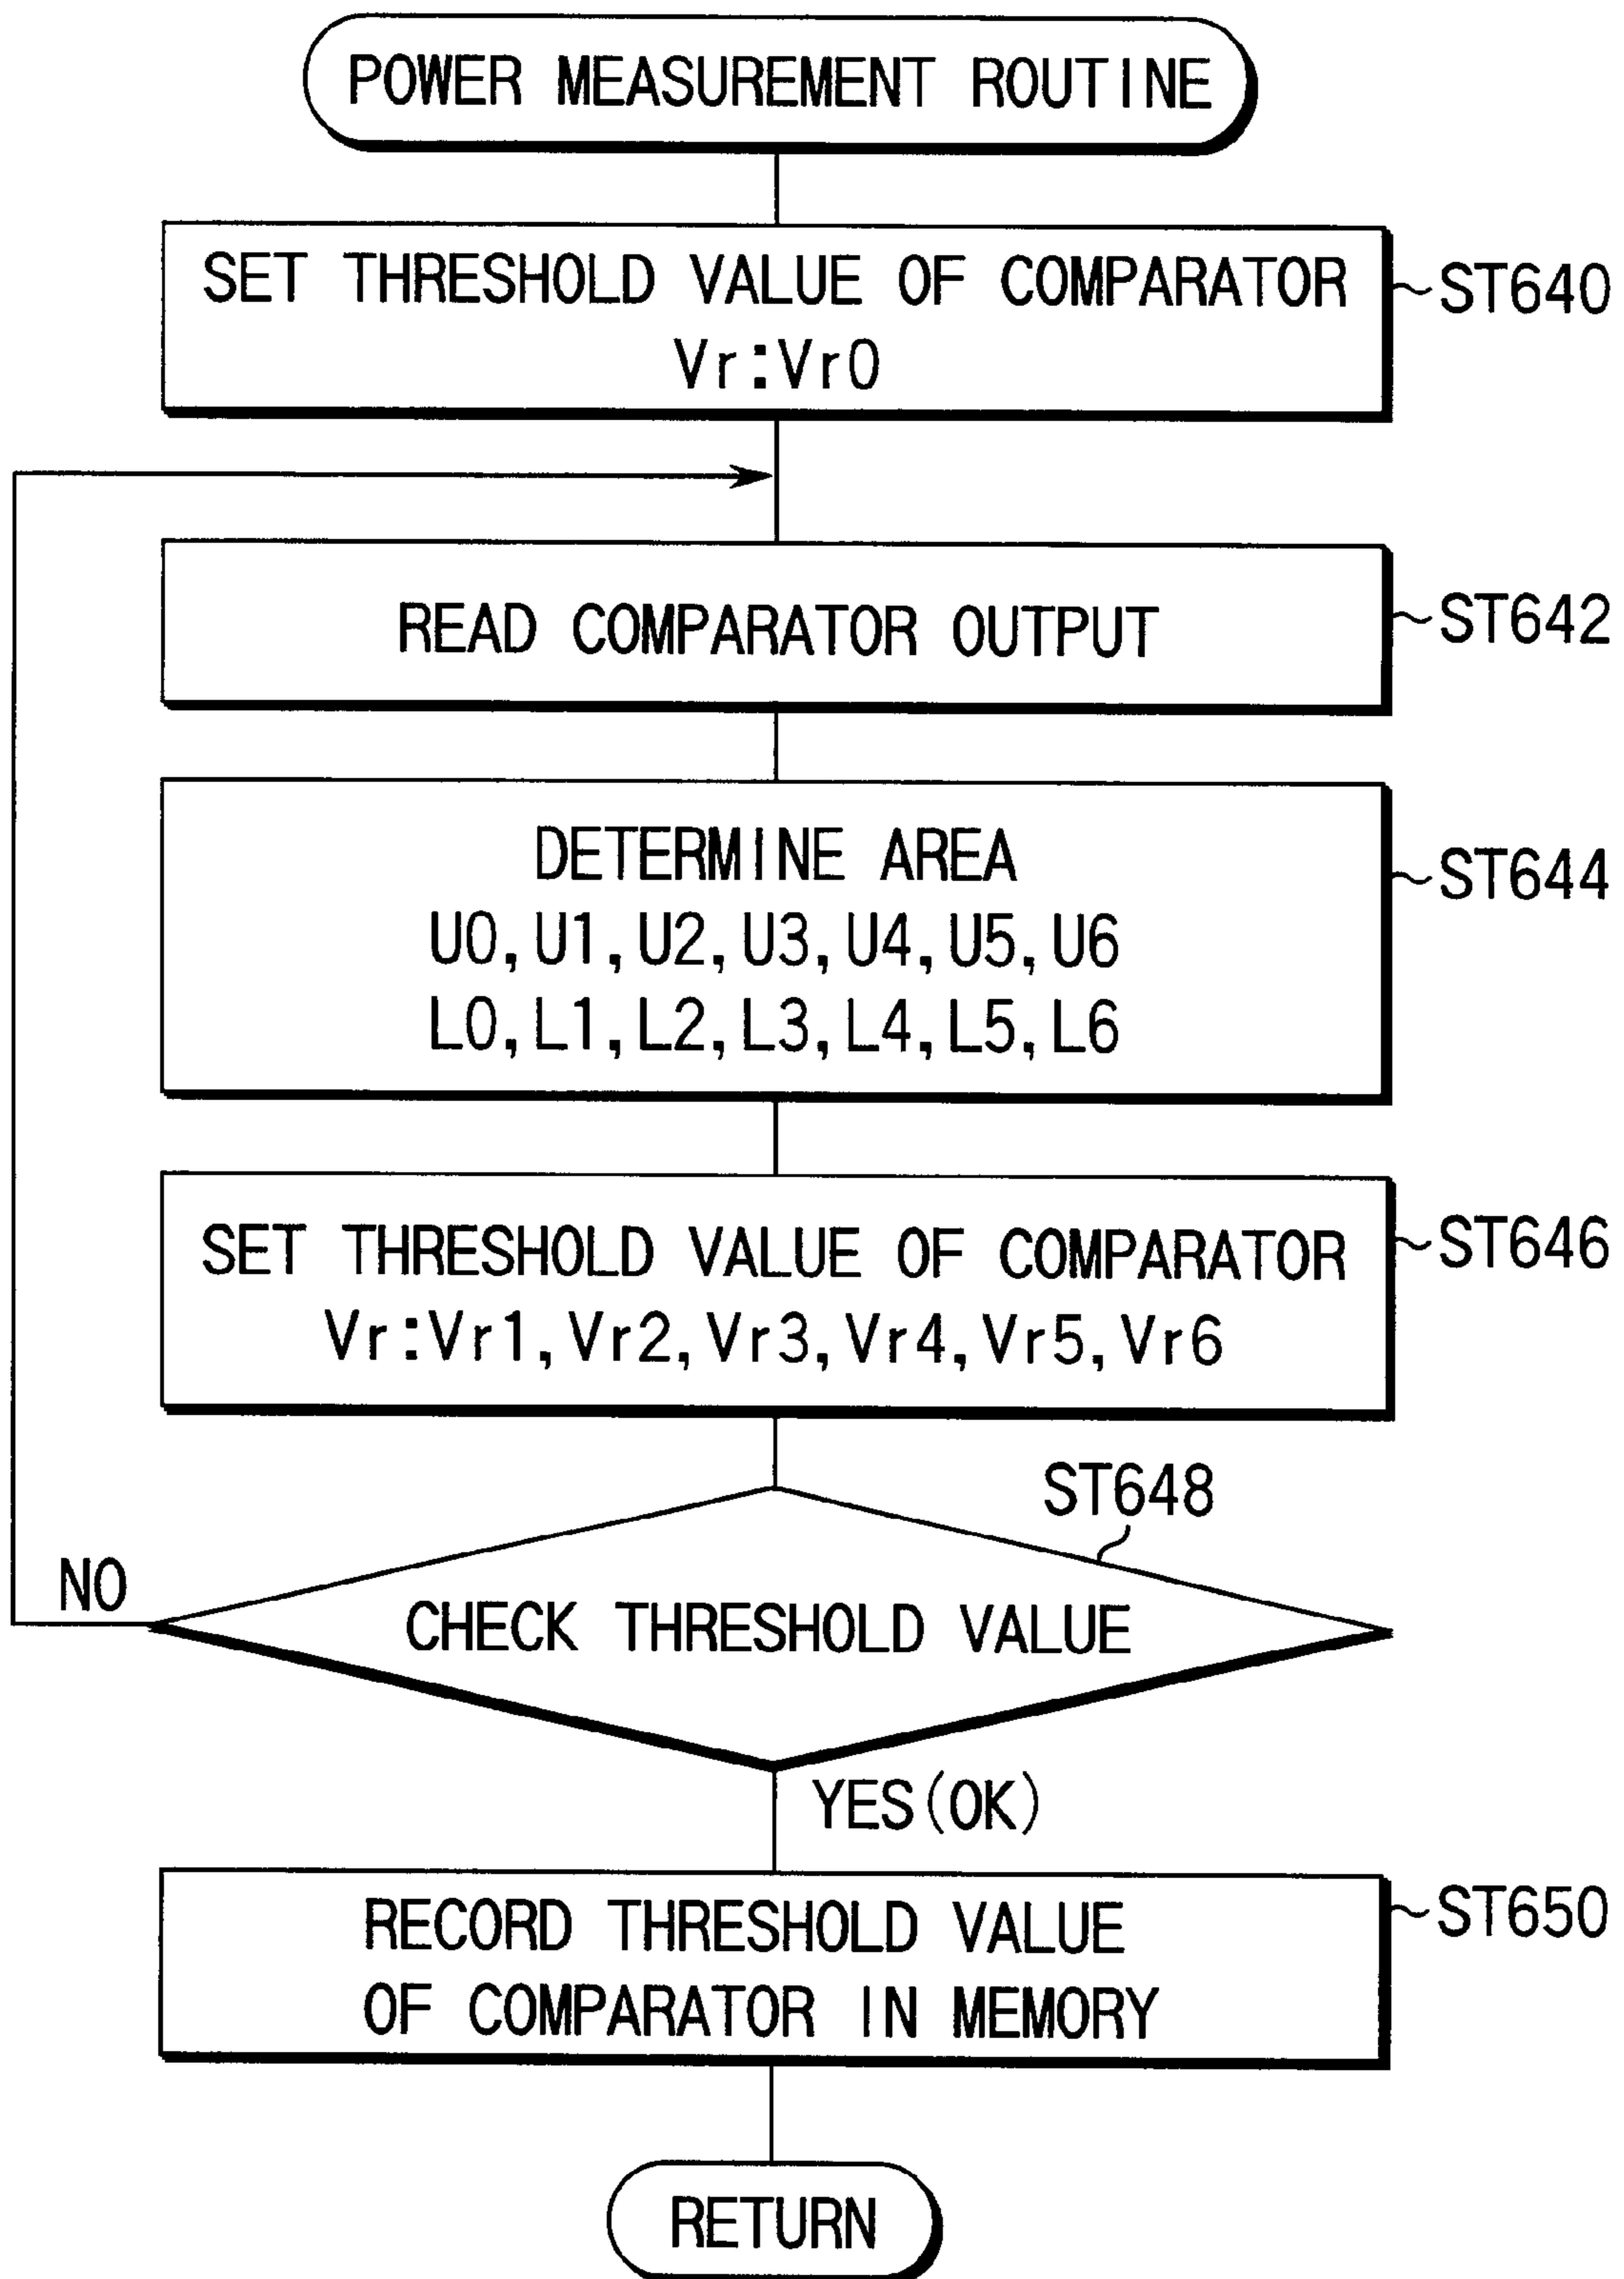 POWER MEASUREMENT ROUTINE
SET THRESHOLD VALUE OF COMPARATOR
Vr:Vr0
ST640
READ COMPARATOR OUTPUT
ST642
DETERMINE AREA
U0, U1, U2, U3, U4, U5, U6
L0, L1, L2, L3, L4, L5, L6
ST644
SET THRESHOLD VALUE OF COMPARATOR
Vr:Vr1, Vr2, Vr3, Vr4, Vr5, Vr6
ST646
ST648
NO
CHECK THRESHOLD VALUE
YES(OK)
RECORD THRESHOLD VALUE
OF COMPARATOR IN MEMORY
ST650
RETURN